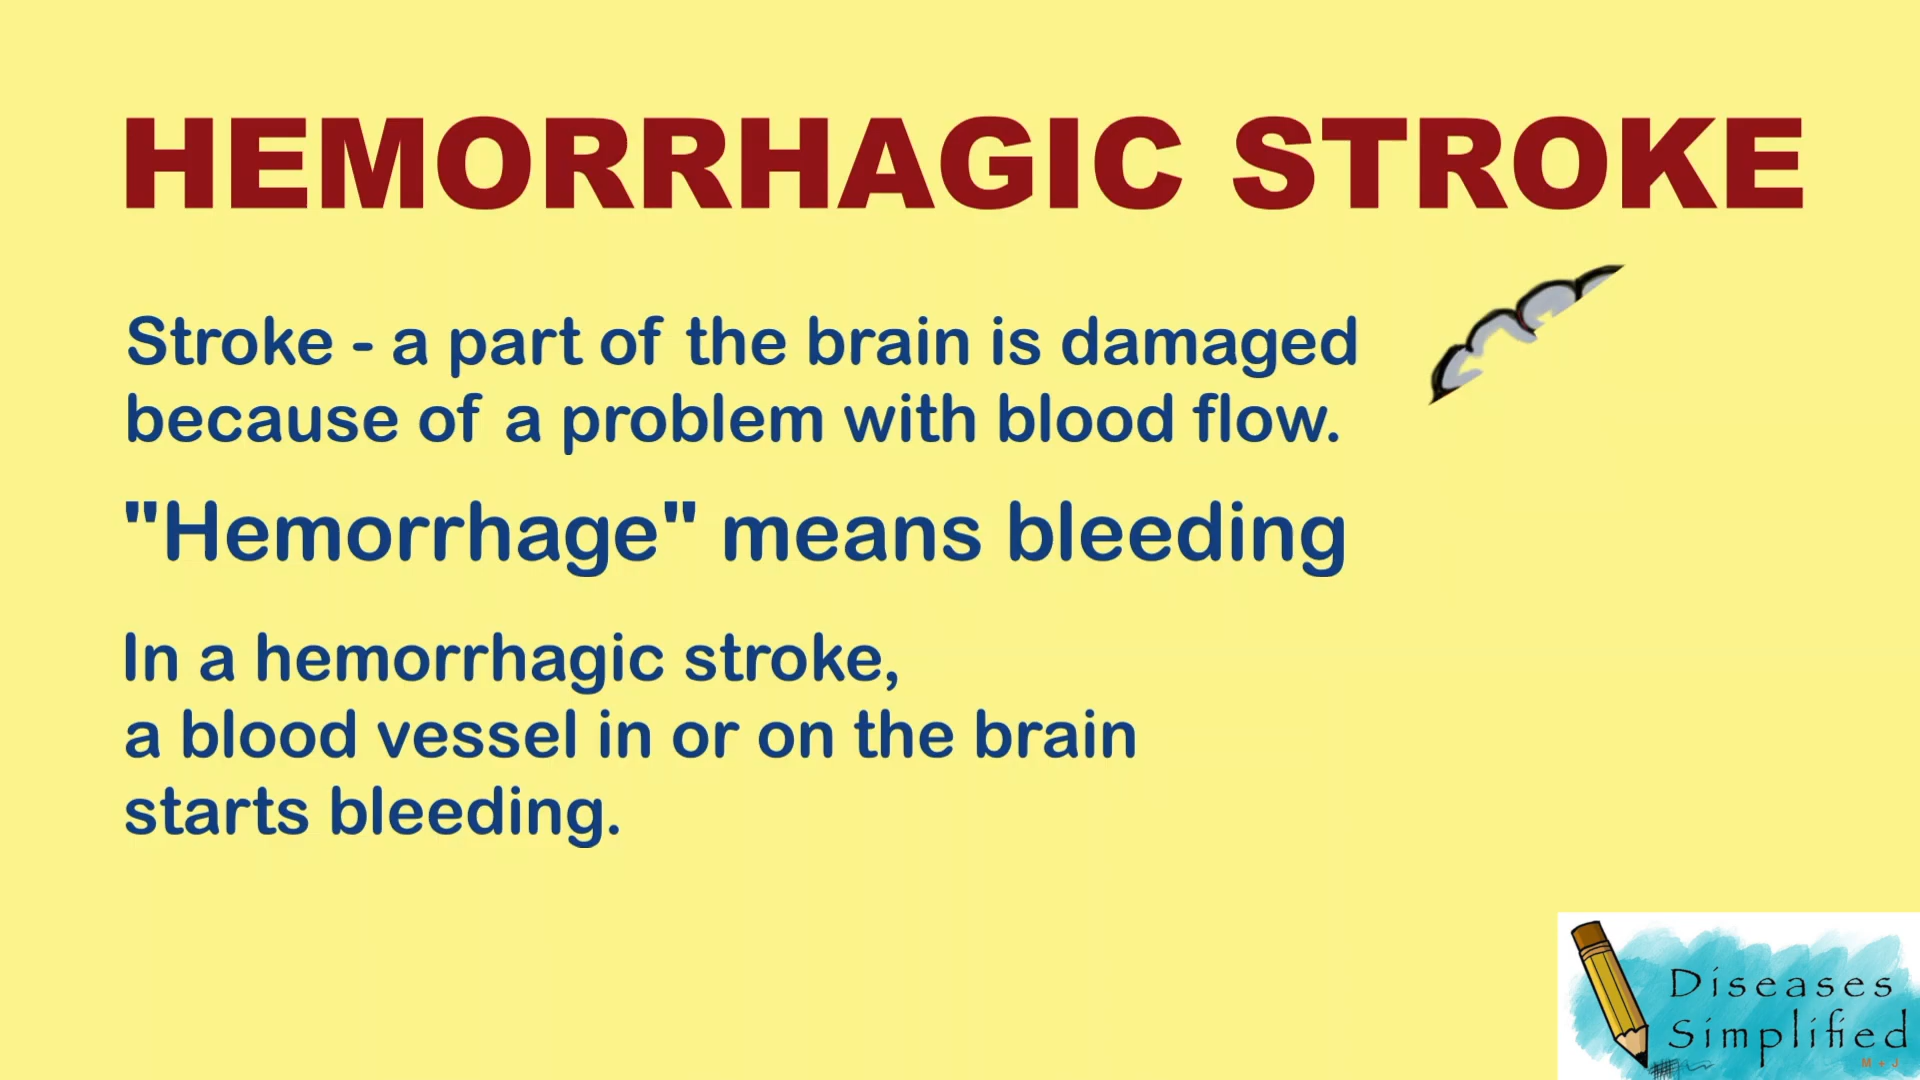 HEMORRHAGIC STROKE
Stroke - a part of the brain is damaged
because of a problem with blood flow.
"Hemorrhage" means bleeding
In a hemorrhagic stroke,
a blood vessel in or on the brain
starts bleeding.
Diseases
Simplified
M + J